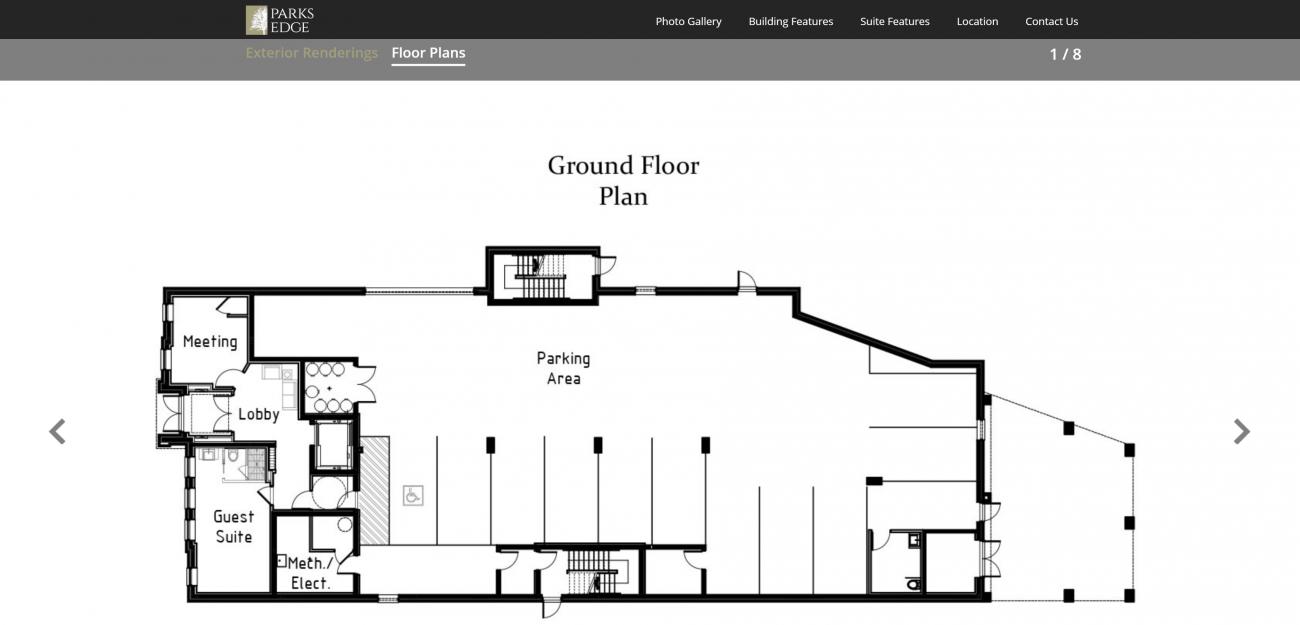 PARKS
EDGE
Photo Gallery
Building Features
Suite Features
Location
Contact Us
Exterior Renderings
Floor Plans
1 / 8
Ground Floor
Plan
Meeting
Parking
Area
Lobby
Guest
Suite
Mech./
Elect.